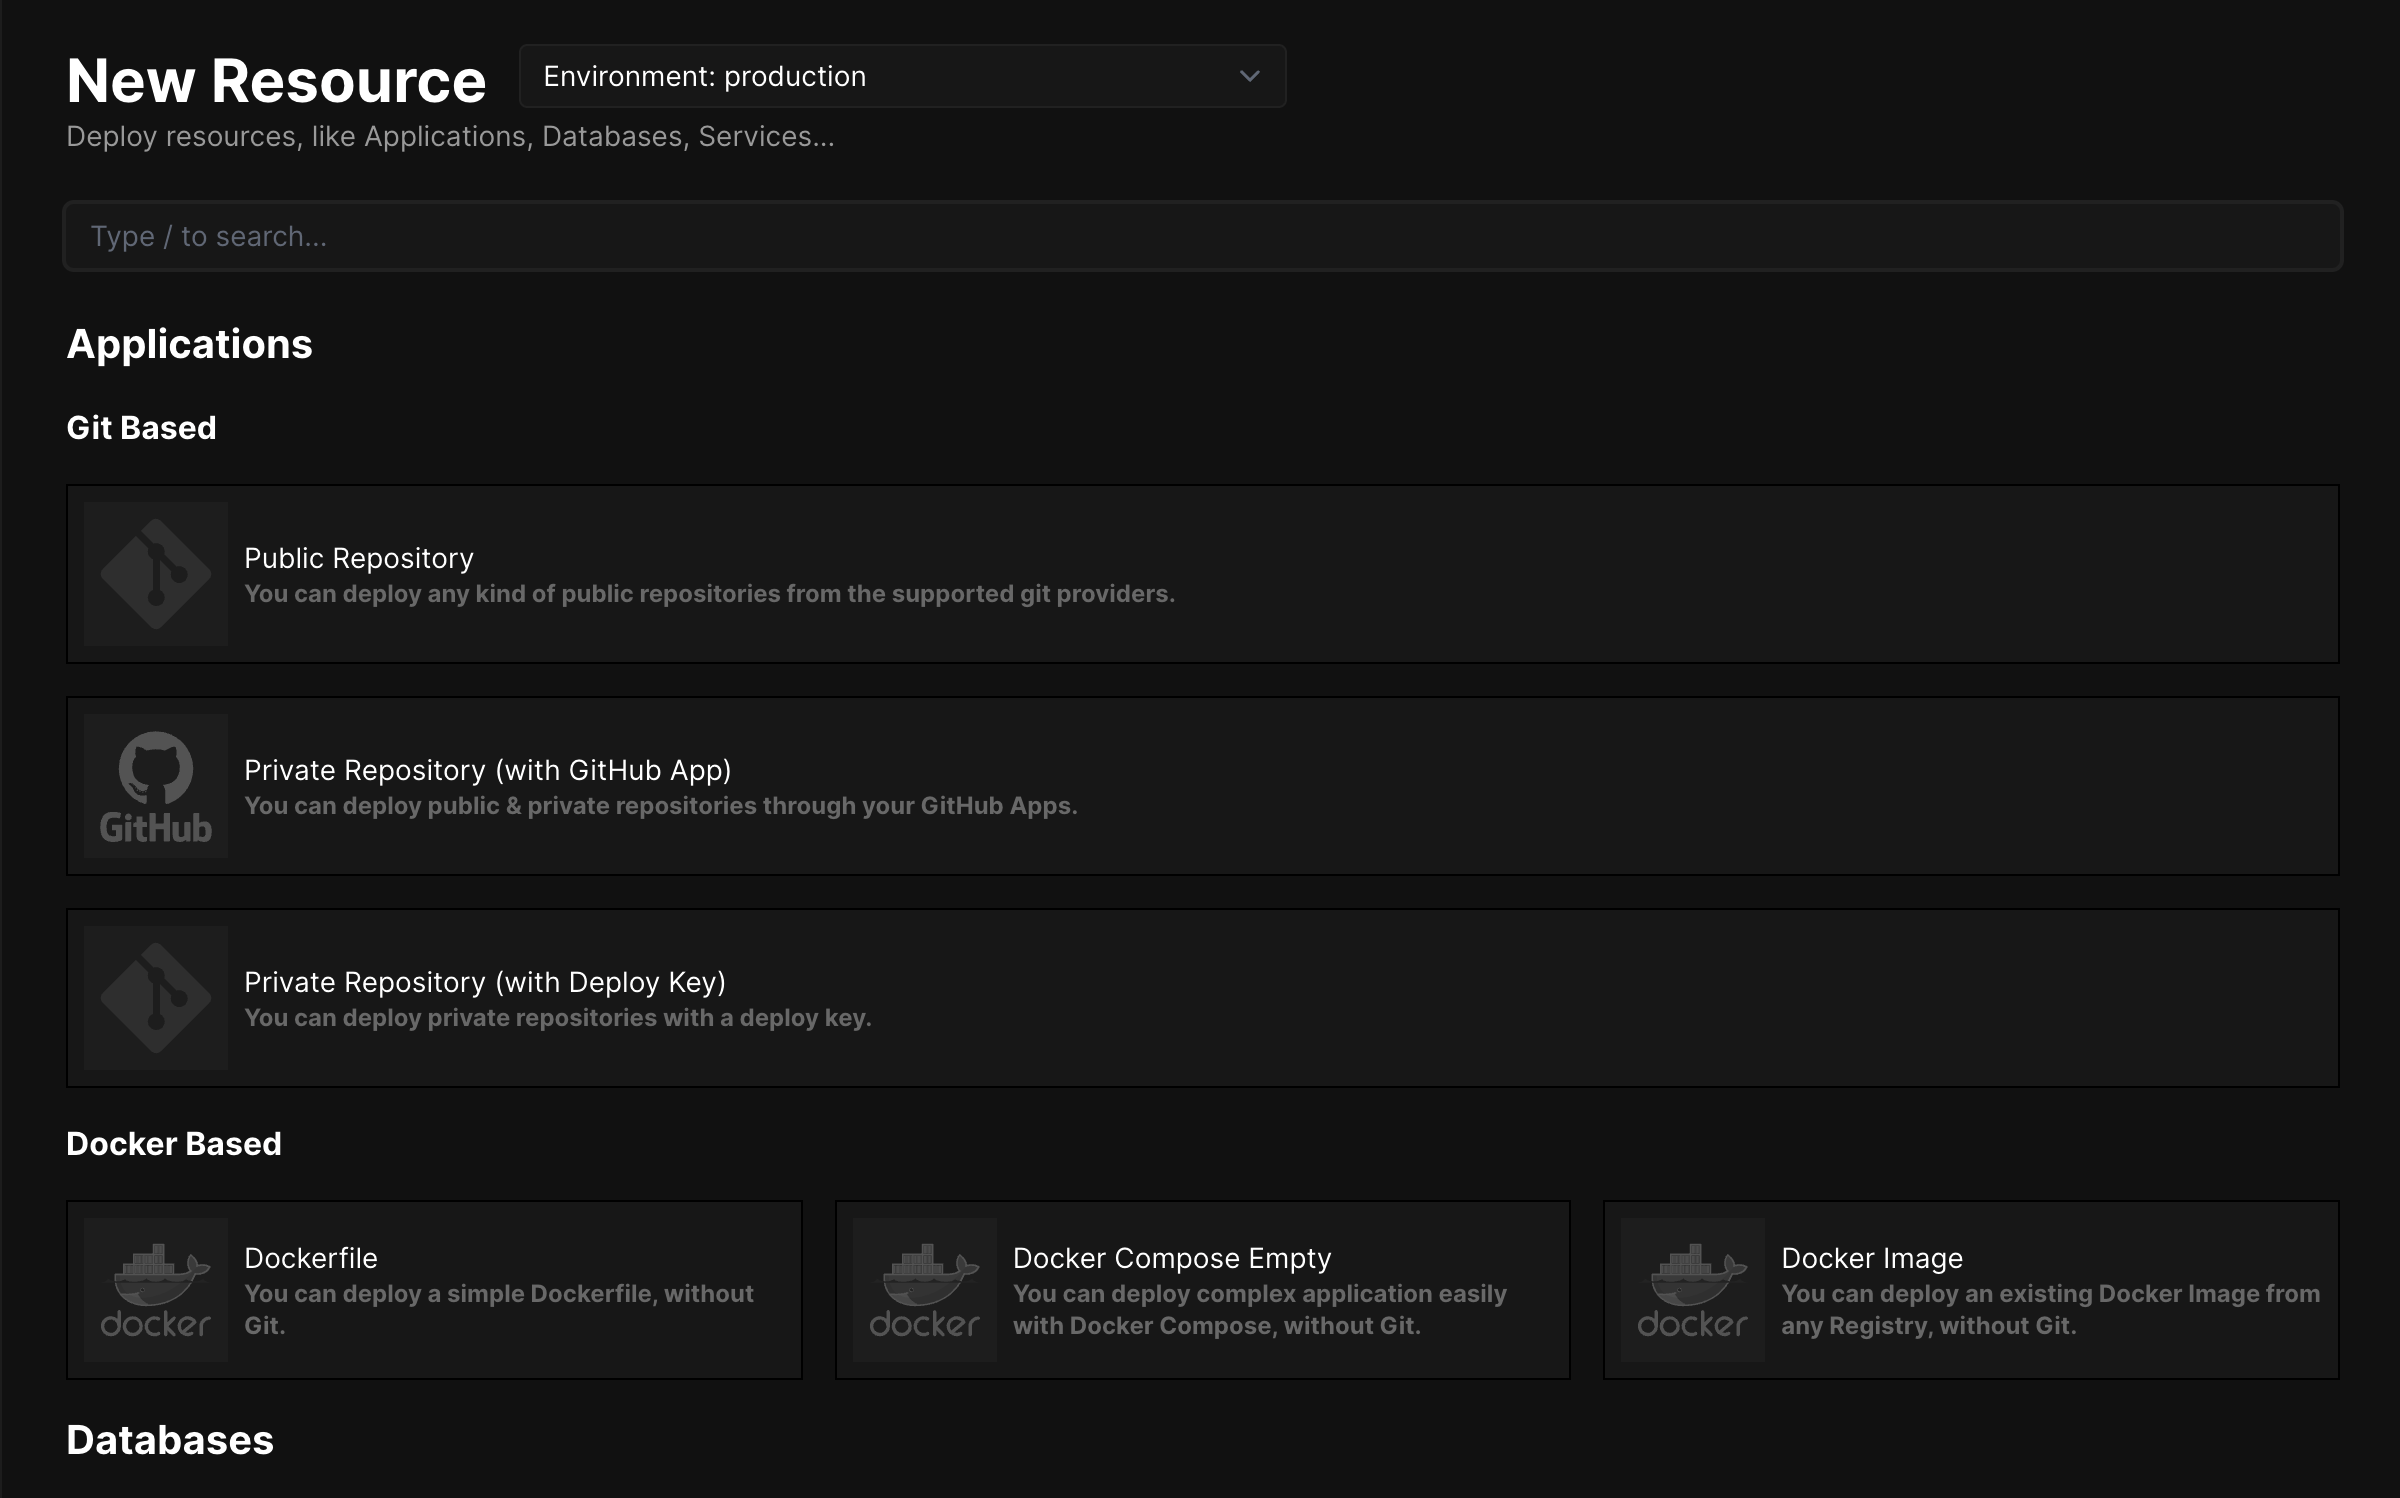 New Resource
Environment: production
Deploy resources, like Applications, Databases, Services...
Type / to search...
Applications
Git Based
Public Repository
You can deploy any kind of public repositories from the supported git providers.
GitHub
Private Repository (with GitHub App)
You can deploy public & private repositories through your GitHub Apps.
Private Repository (with Deploy Key)
You can deploy private repositories with a deploy key.
Docker Based
docker
Dockerfile
You can deploy a simple Dockerfile, without
Git.
docker
Docker Compose Empty
You can deploy complex application easily
with Docker Compose, without Git.
docker
Docker Image
You can deploy an existing Docker Image from
any Registry, without Git.
Databases